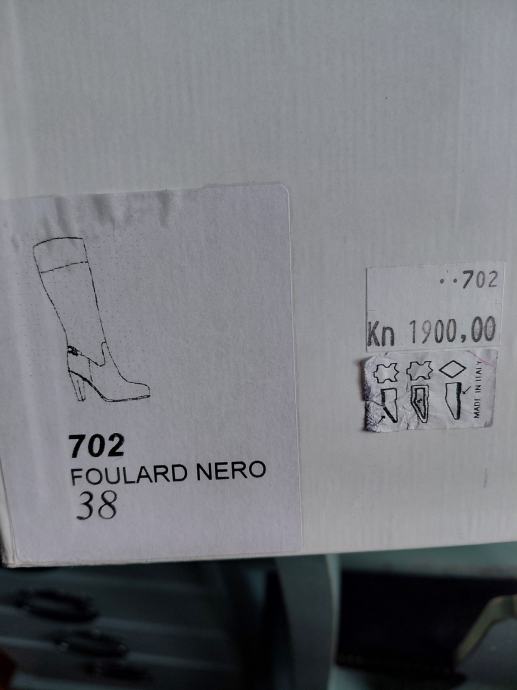 702
FOULARD NERO
38
··702
Kn 1900,00
MADE IN ITALY